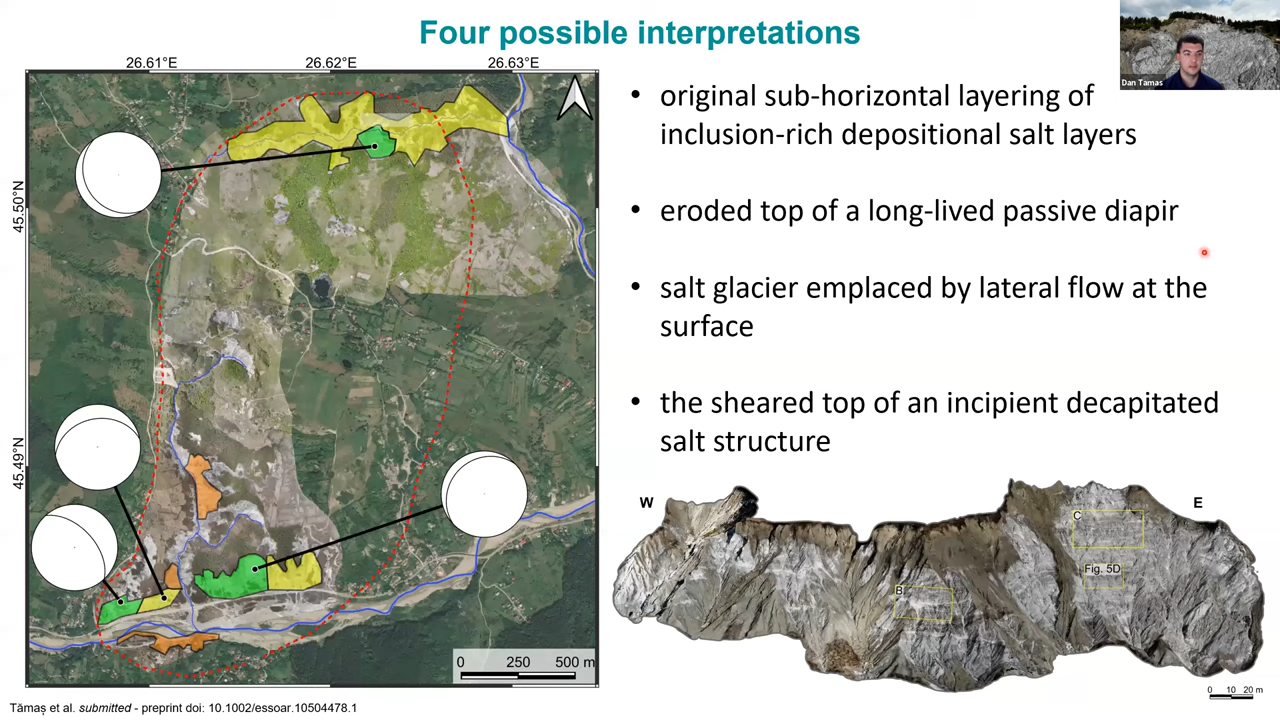 Four possible interpretations
Dan Tamas
26.61°E
26.62°E
26.63°E
45.50°N
45.49°N
0 250 500 m
• original sub-horizontal layering of
inclusion-rich depositional salt layers
• eroded top of a long-lived passive diapir
• salt glacier emplaced by lateral flow at the
surface
• the sheared top of an incipient decapitated
salt structure
W
E
C
Fig. 5D
B
0 10 20 m
Tămaș et al. submitted - preprint doi: 10.1002/essoar.10504478.1